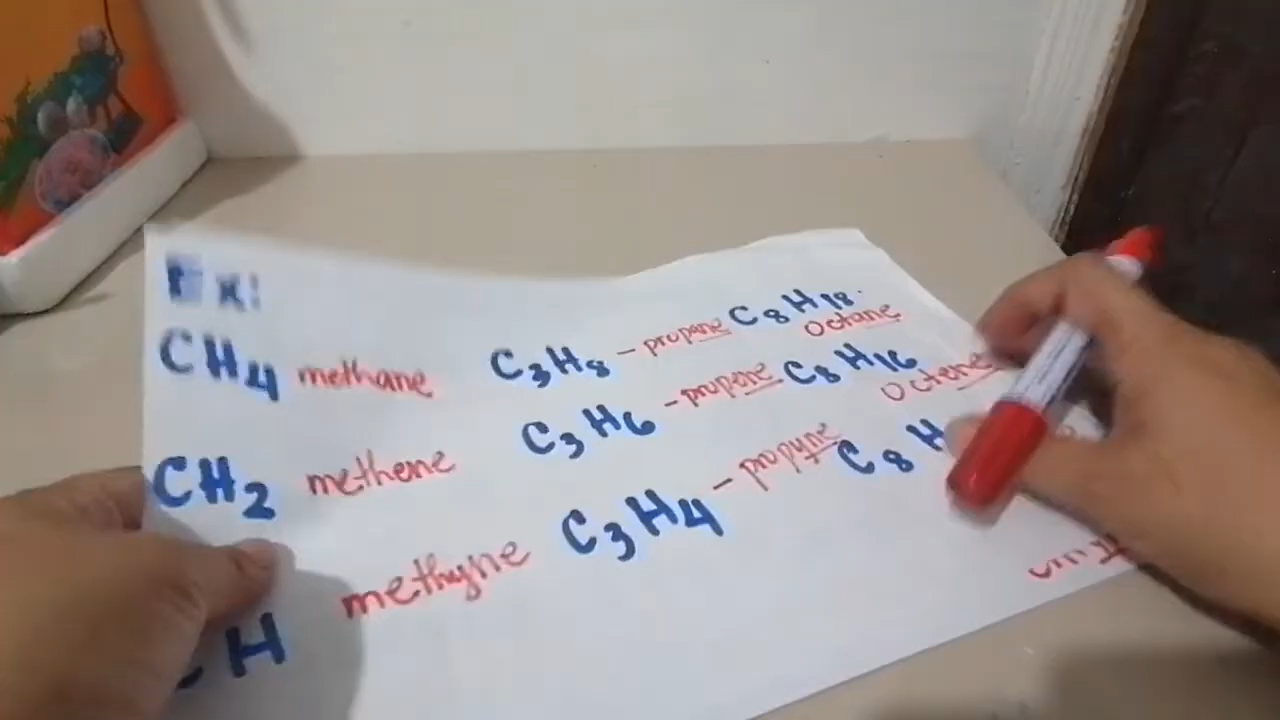 Ex:
CH4 methane
C3H8 - propane
C8H18
Octane
CH2 methene
C3H6 - propene
C8H16
Octene
CH methyne
C3H4 - propyne
C8H